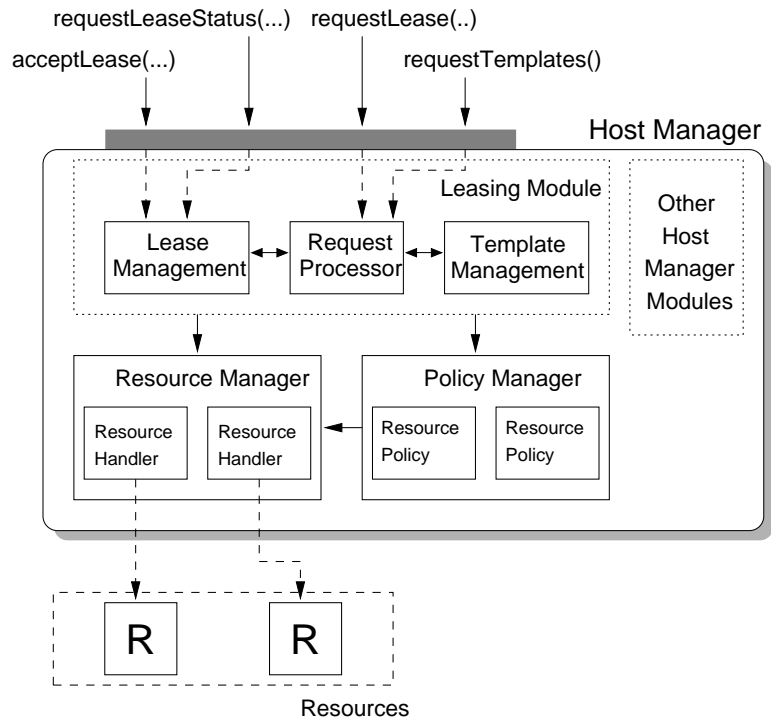 requestLeaseStatus(...)
requestLease(..)
acceptLease(...)
requestTemplates()
Host Manager
Leasing Module
Lease
Management
Request
Processor
Template
Management
Other
Host
Manager
Modules
Resource Manager
Resource
Handler
Resource
Handler
Policy Manager
Resource
Policy
Resource
Policy
R
R
Resources